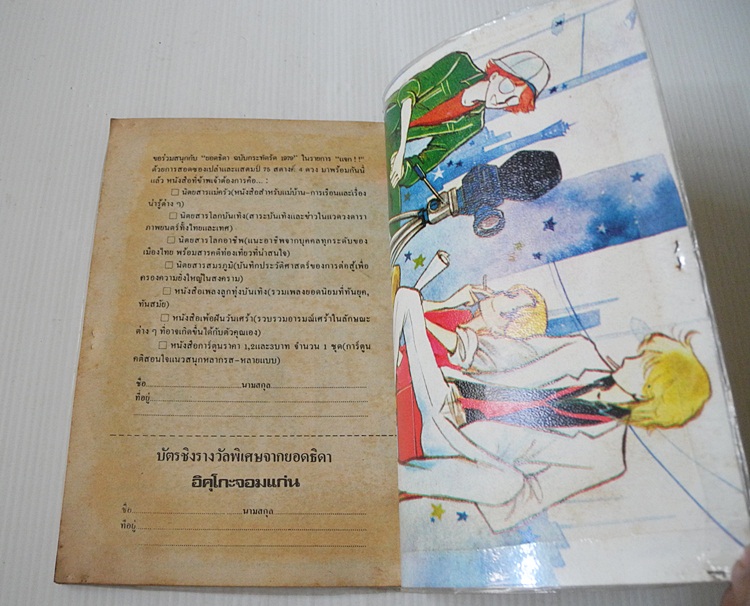 ขอร่วมสนุกกับ "ยอดธิดา ฉบับกระทัดรัด 1979" ในรายการ "แจก !!"
ด้วยการสอดซองเปล่าและแสตมป์ 75 สตางค์ 4 ดวง มาพร้อมกันนี้
แล้ว หนังสือที่ข้าพเจ้าต้องการคือ... :
นิตยสารแม่ครัว(หนังสือสำหรับแม่บ้าน-การเรือนและเรื่อง
น่ารู้ต่าง ๆ)
นิตยสารโลกบันเทิง(สาระบันเทิงและข่าวในแวดวงดารา
ภาพยนตร์ทั้งไทยและเทศ)
นิตยสารโลกอาชีพ(แนะอาชีพจากบุคคลทุกระดับของ
เมืองไทย พร้อมสารคดีท่องเที่ยวที่น่าสนใจ)
นิตยสารสมรภูมิ(บันทึกประวัติศาสตร์ของการต่อสู้เพื่อ
ครองความยิ่งใหญ่ในสงคราม)
หนังสือเพลงลูกทุ่งบันเทิง(รวมเพลงยอดนิยมที่ทันยุค,
ทันสมัย)
หนังสือเพ้อฝันวันเศร้า(รวบรวมอารมณ์เศร้าในลักษณะ
ต่าง ๆ ที่อาจเกิดขึ้นได้กับตัวคุณเอง)
หนังสือการ์ตูนราคา 1,2และ3บาท จำนวน 1 ชุด(การ์ตูน
คติสอนใจแนวสนุกหลากรส-หลายแบบ)
ชื่อ นามสกุล
ที่อยู่
บัตรชิงรางวัลพิเศษจากยอดธิดา
อิคุโกะจอมแก่น
ชื่อ นามสกุล
ที่อยู่